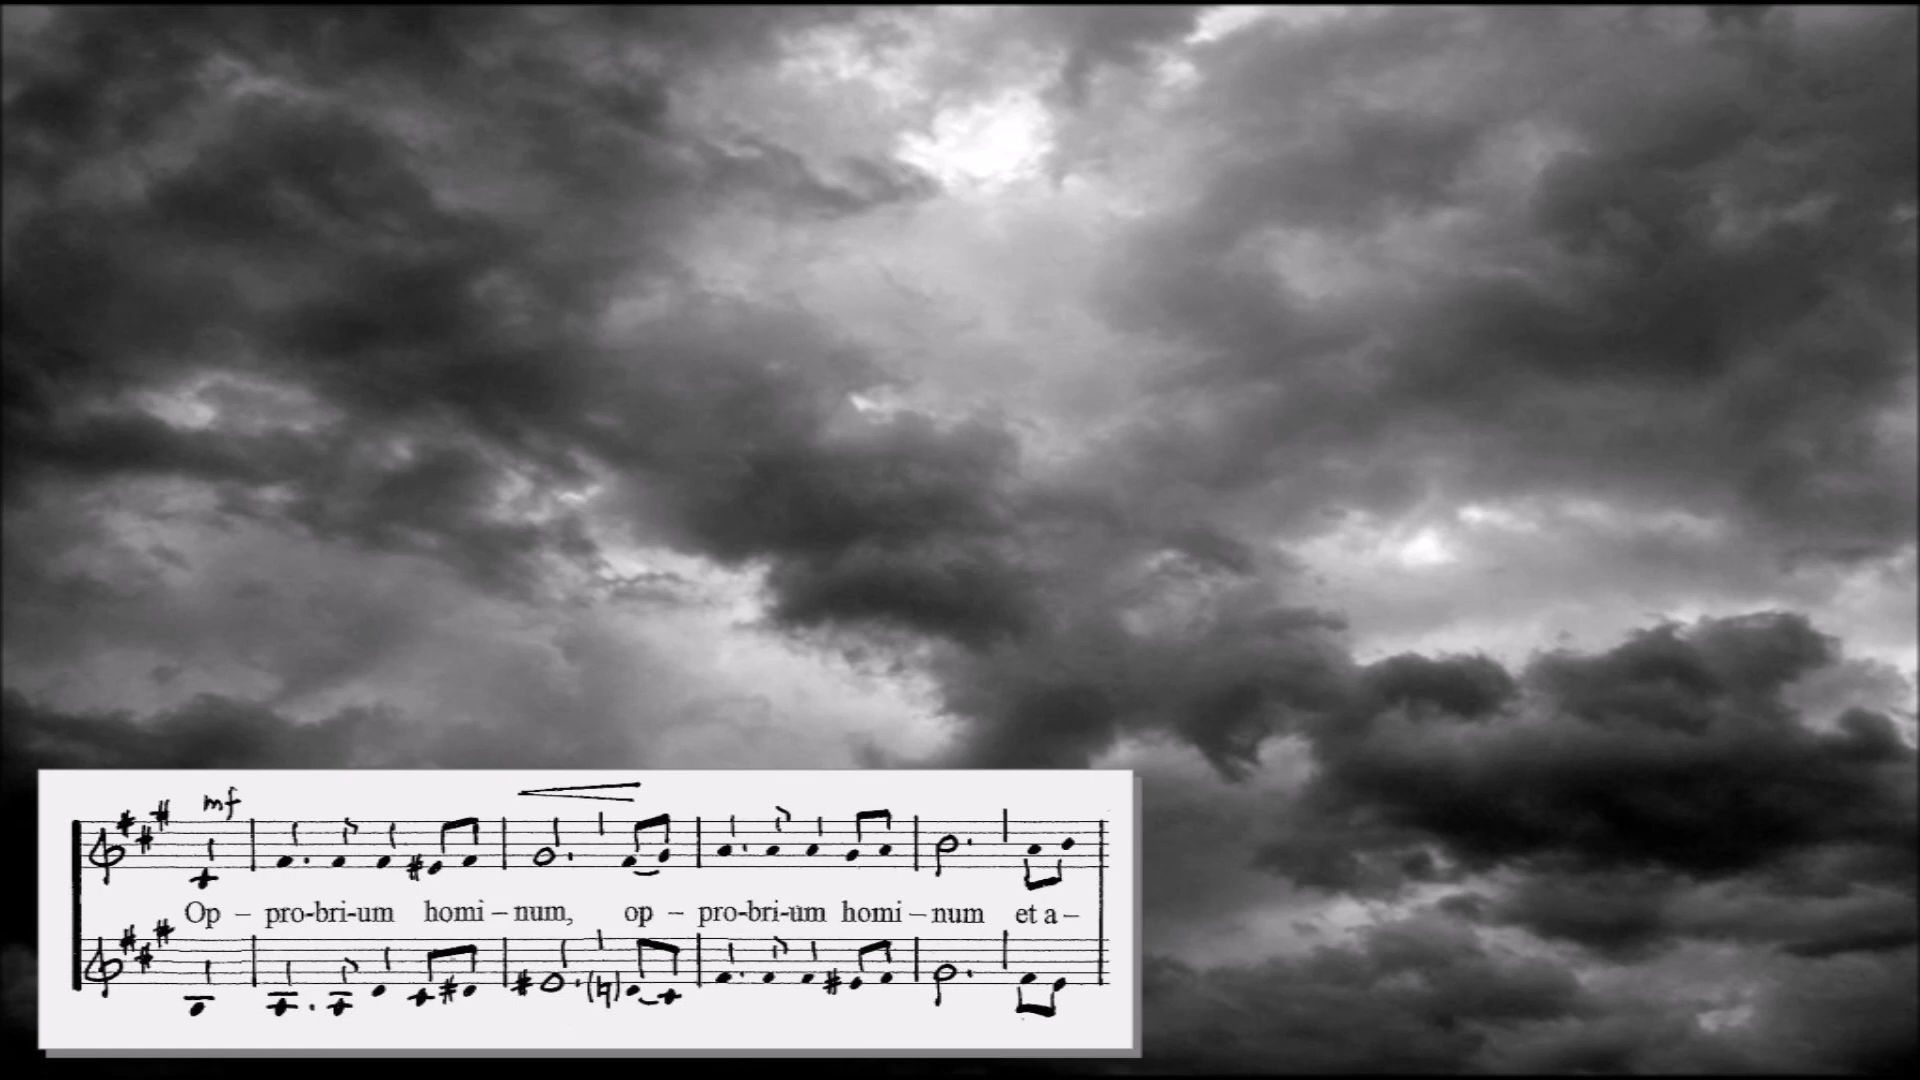 mf
Op – pro-bri-um homi – num, op – pro-bri-um homi – num et a –